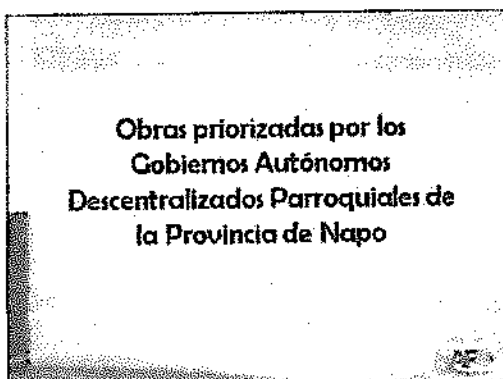 Obras priorizadas por los
Gobiernos Autónomos
Descentralizados Parroquiales de
la Provincia de Napo